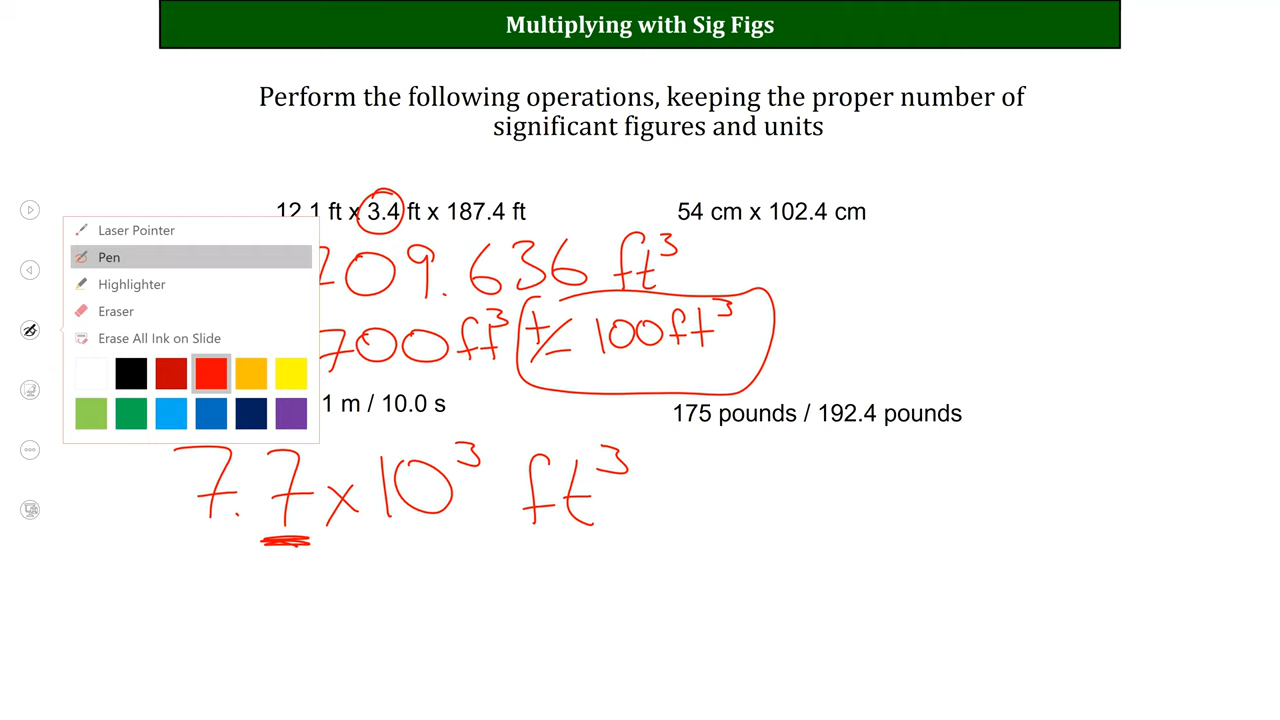 Multiplying with Sig Figs
Perform the following operations, keeping the proper number of
significant figures and units
12.1 ft x 3.4 ft x 187.4 ft
54 cm x 102.4 cm
Laser Pointer
Pen
Highlighter
Eraser
Erase All Ink on Slide
09.636 ft³
700 ft³ +/- 100 ft³
1 m / 10.0 s
175 pounds / 192.4 pounds
7.7 x 10³ ft³